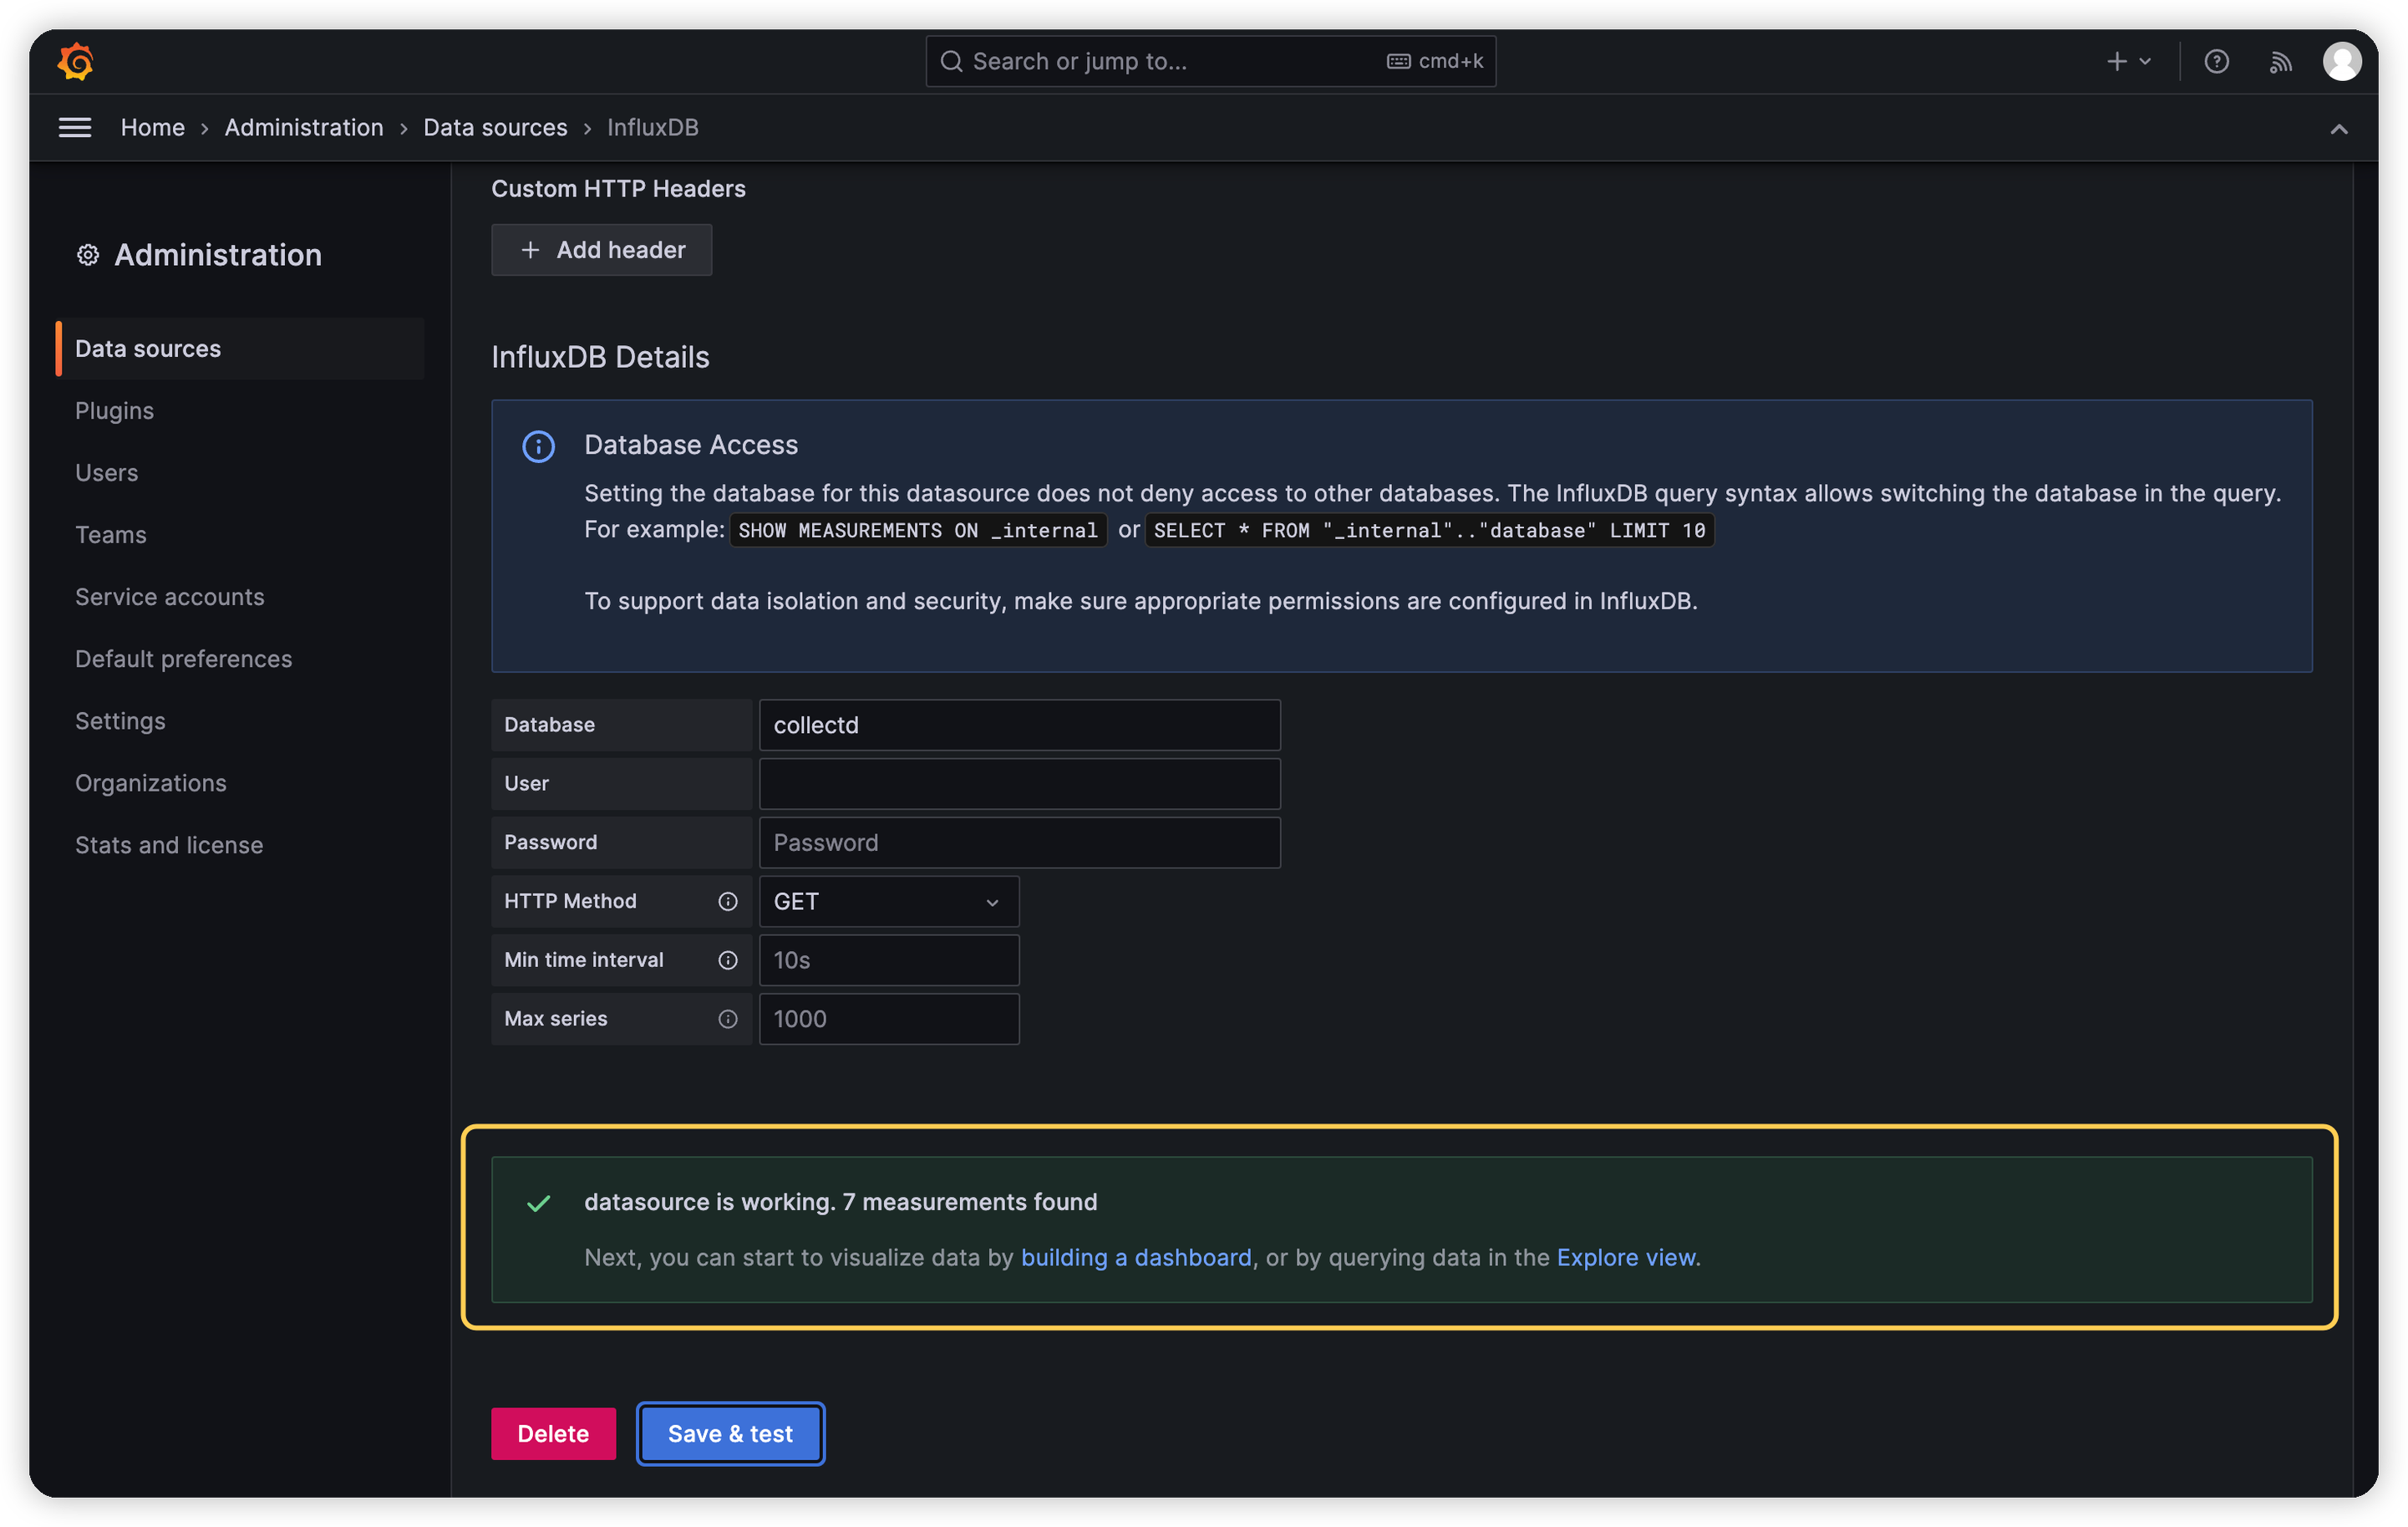 Search or jump to... cmd+k
Home > Administration > Data sources > InfluxDB
Administration
Data sources
Plugins
Users
Teams
Service accounts
Default preferences
Settings
Organizations
Stats and license
Custom HTTP Headers
+ Add header
InfluxDB Details
Database Access
Setting the database for this datasource does not deny access to other databases. The InfluxDB query syntax allows switching the database in the query.
For example: SHOW MEASUREMENTS ON _internal or SELECT * FROM "_internal".."database" LIMIT 10
To support data isolation and security, make sure appropriate permissions are configured in InfluxDB.
Database collectd
User
Password Password
HTTP Method GET
Min time interval 10s
Max series 1000
datasource is working. 7 measurements found
Next, you can start to visualize data by building a dashboard, or by querying data in the Explore view.
Delete Save & test